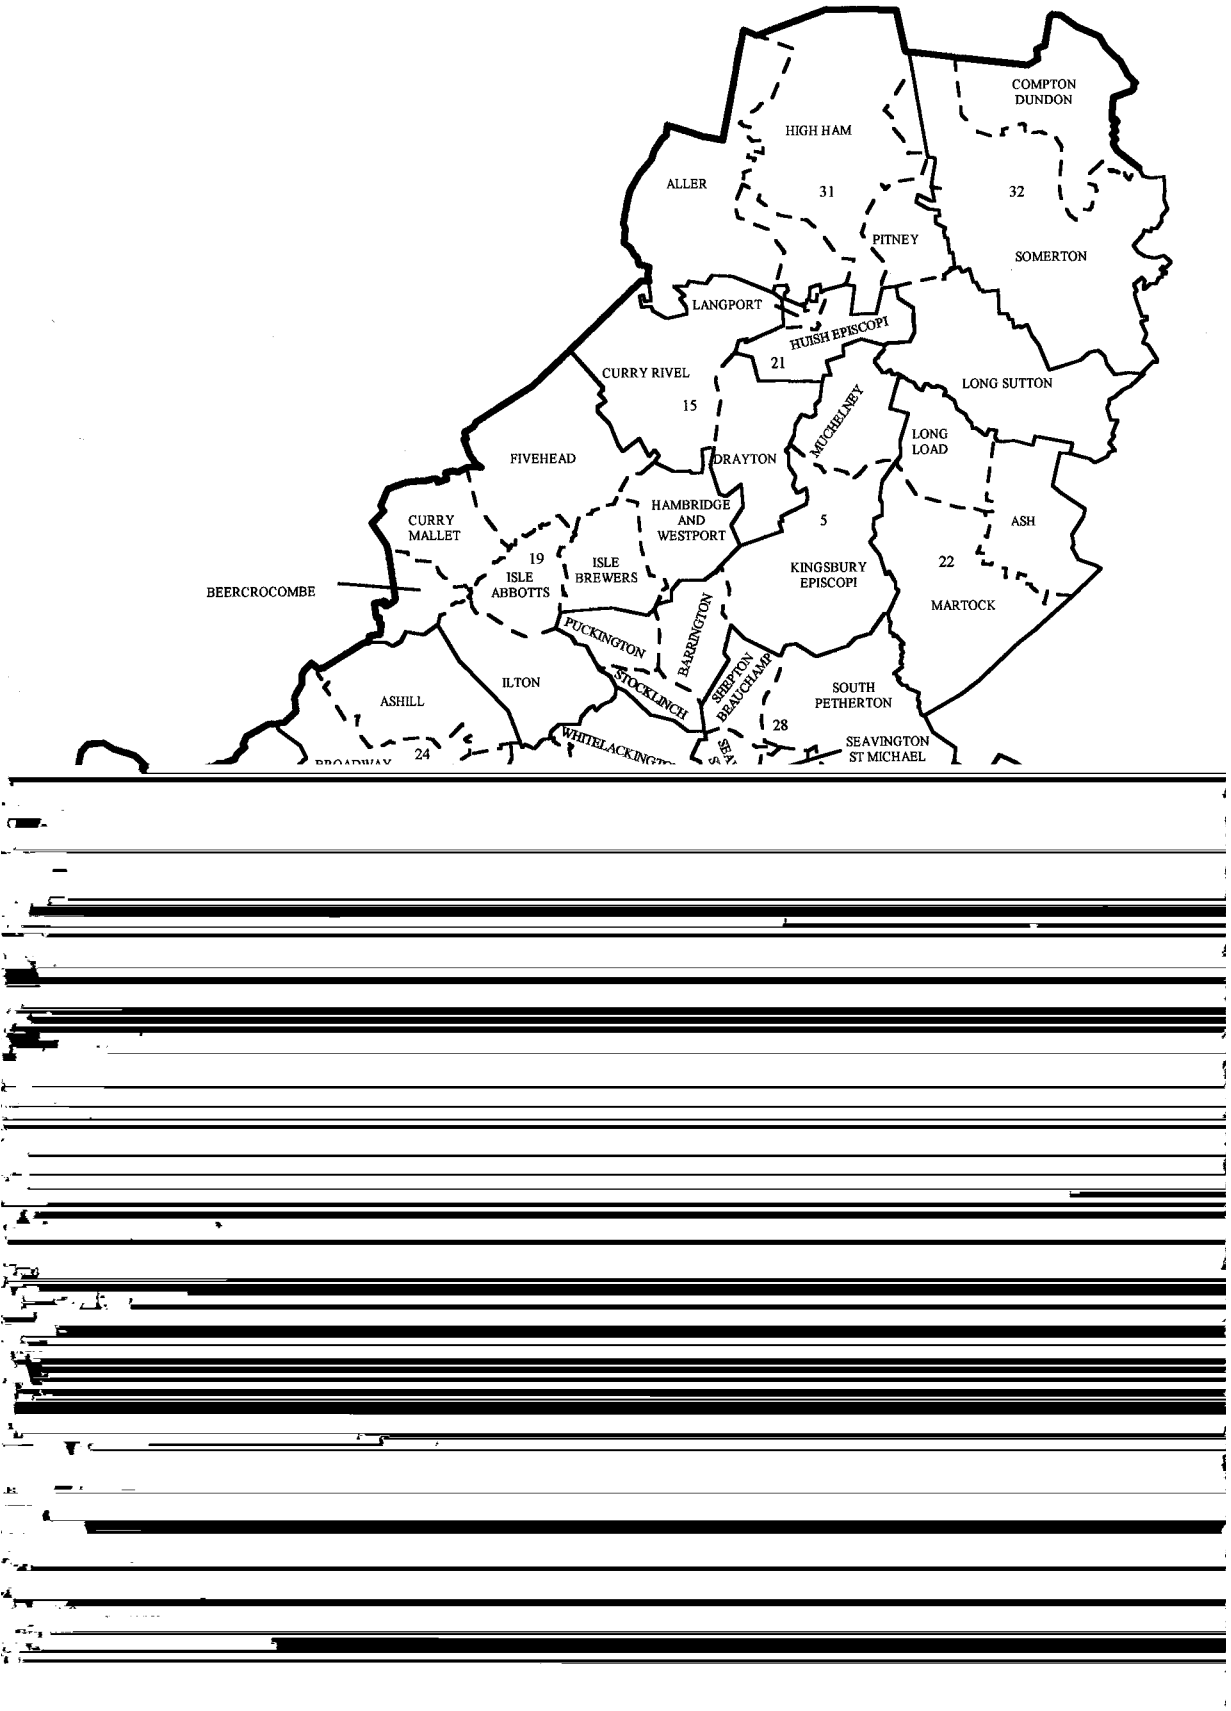 COMPTON
DUNDON
HIGH HAM
ALLER
31
32
PITNEY
SOMERTON
LANGPORT
HUISH EPISCOPI
21
CURRY RIVEL
LONG SUTTON
15
MUCHELNEY
LONG
LOAD
FIVEHEAD
DRAYTON
HAMBRIDGE
AND
WESTPORT
CURRY
MALLET
5
ASH
19
ISLE
BREWERS
ISLE
ABBOTTS
KINGSBURY
EPISCOPI
22
BEERCROCOMBE
MARTOCK
PUCKINGTON
BARRINGTON
SHEPTON
BEAUCHAMP
STOCKLINCH
ILTON
SOUTH
PETHERTON
ASHILL
28
WHITELACKINGTO
SEAVINGTON
ST MICHAEL
24
BROADWAY